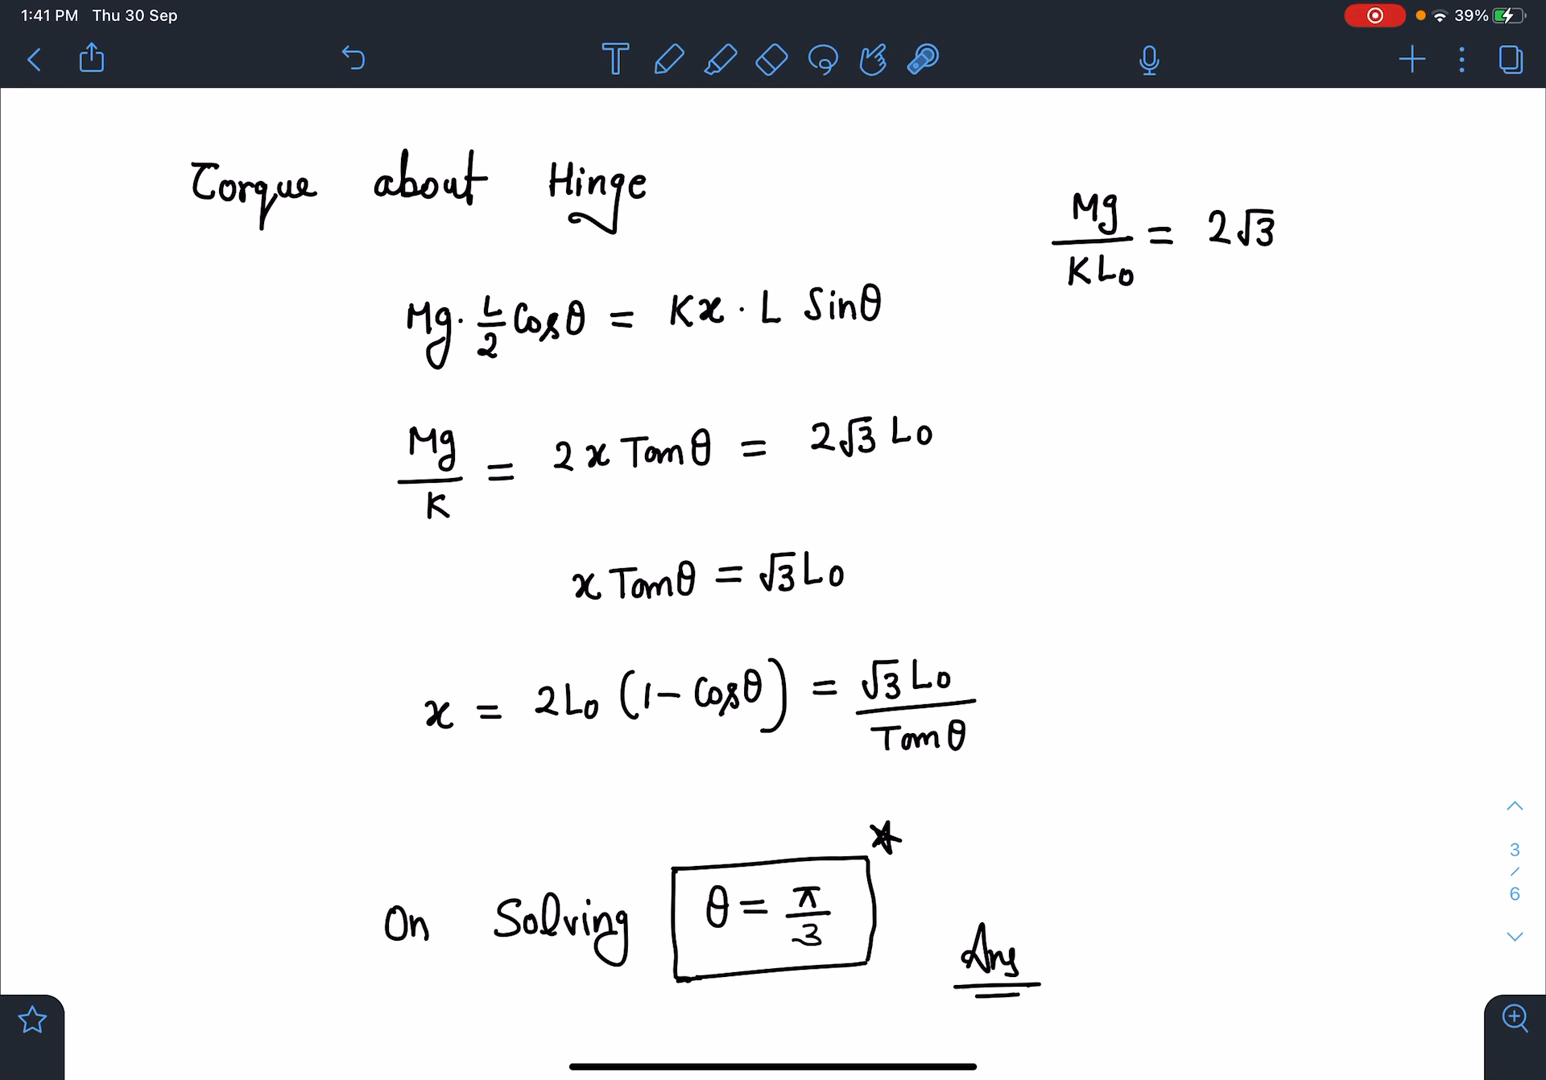 1:41 PM Thu 30 Sep 39%
T
Torque about Hinge
Mg/KL₀ = 2√3
Mg · L/2 Cosθ = Kx · L Sinθ
Mg/K = 2x Tanθ = 2√3 L₀
x Tanθ = √3 L₀
x = 2L₀ (1 - Cosθ) = √3 L₀/Tanθ
On Solving θ = π/3 Ans
3
/
6